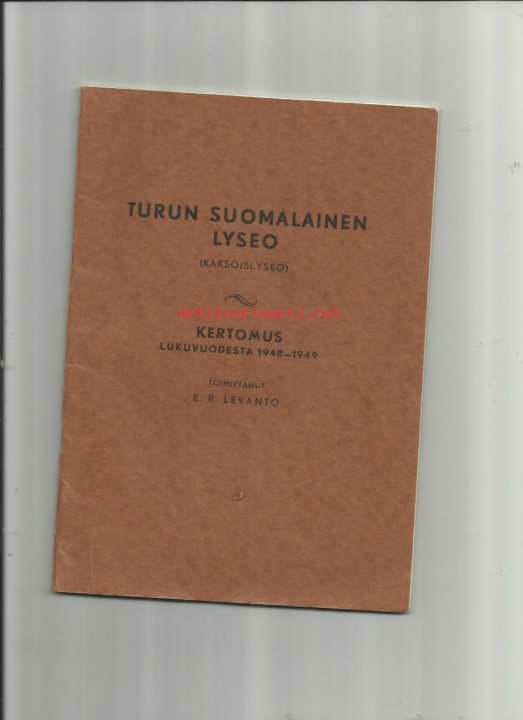 TURUN SUOMALAINEN
LYSEO
(KAKSOISLYSEO)
KERTOMUS
LUKUVUODESTA 1948–1949
TOIMITTANUT
E. R. LEVANTO